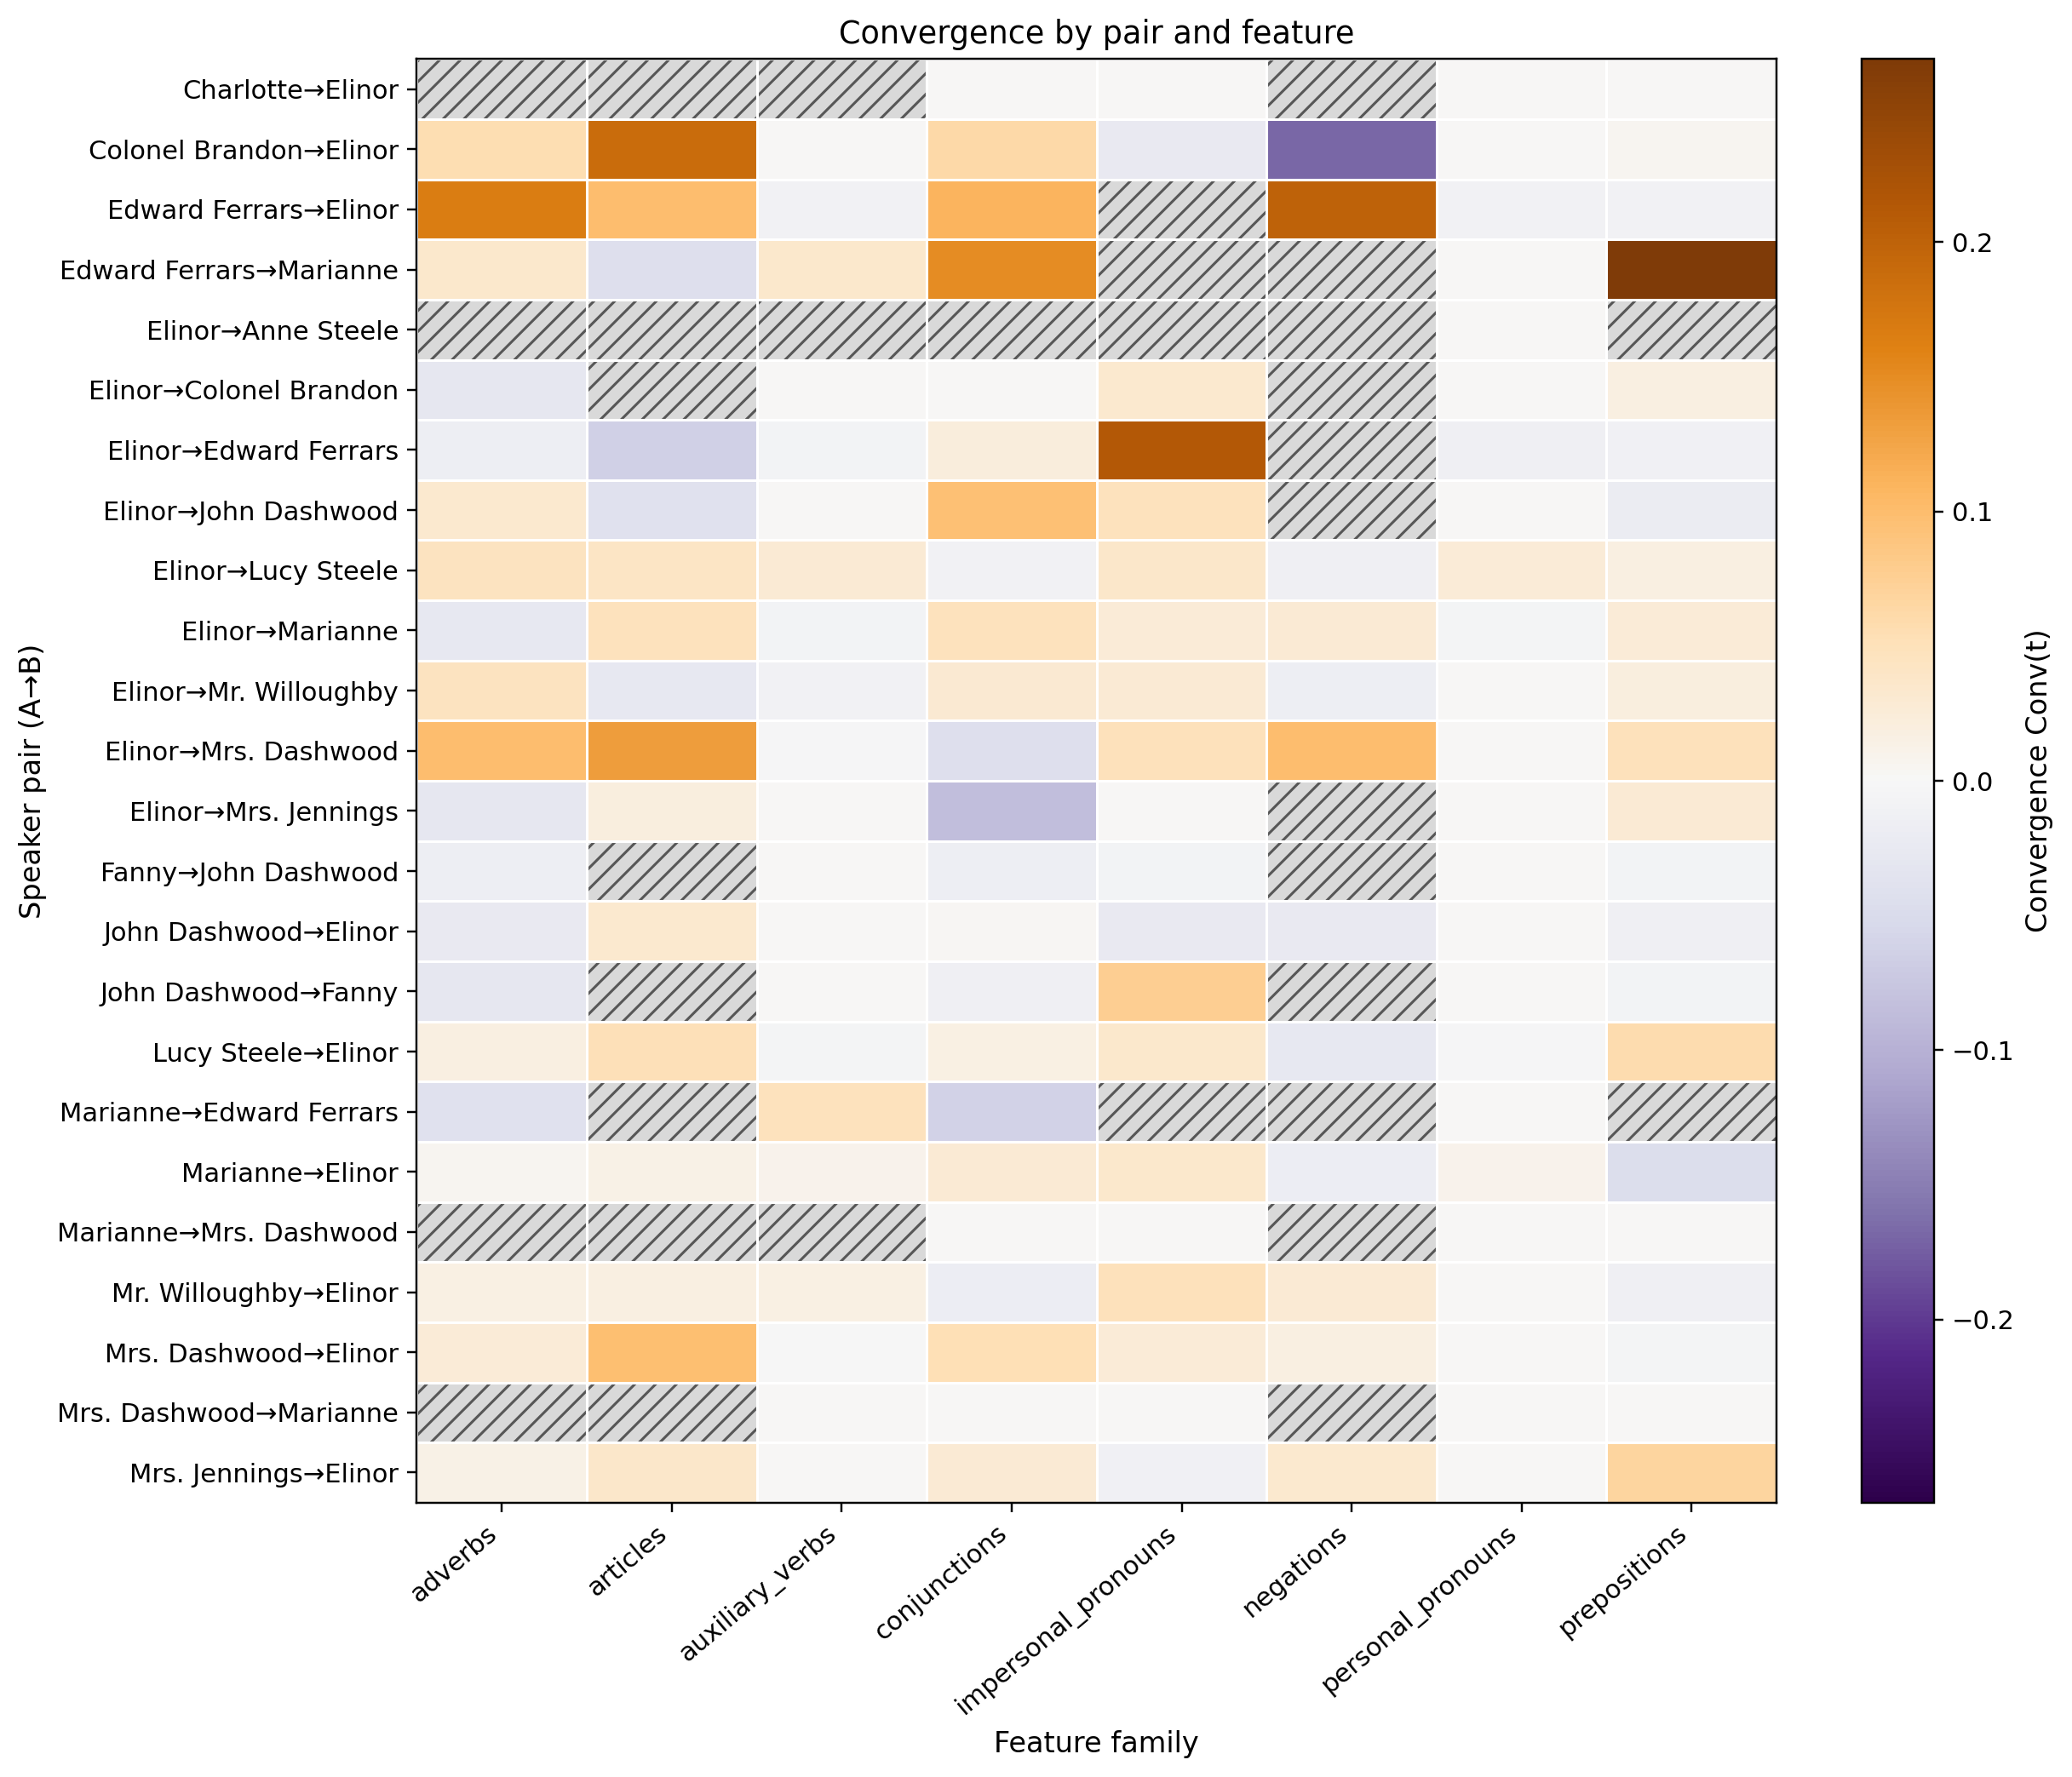 Convergence by pair and feature
Speaker pair (A→B)
Charlotte→Elinor
Colonel Brandon→Elinor
Edward Ferrars→Elinor
Edward Ferrars→Marianne
Elinor→Anne Steele
Elinor→Colonel Brandon
Elinor→Edward Ferrars
Elinor→John Dashwood
Elinor→Lucy Steele
Elinor→Marianne
Elinor→Mr. Willoughby
Elinor→Mrs. Dashwood
Elinor→Mrs. Jennings
Fanny→John Dashwood
John Dashwood→Elinor
John Dashwood→Fanny
Lucy Steele→Elinor
Marianne→Edward Ferrars
Marianne→Elinor
Marianne→Mrs. Dashwood
Mr. Willoughby→Elinor
Mrs. Dashwood→Elinor
Mrs. Dashwood→Marianne
Mrs. Jennings→Elinor
adverbs
articles
auxiliary_verbs
conjunctions
impersonal_pronouns
negations
personal_pronouns
prepositions
Feature family
0.2
0.1
0.0
−0.1
−0.2
Convergence Conv(t)